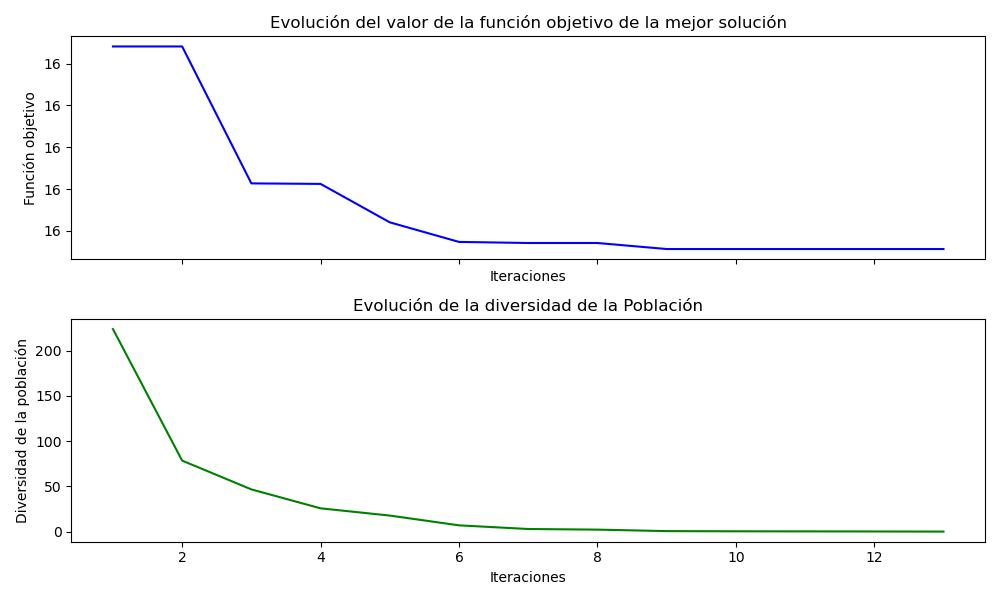 Evolución del valor de la función objetivo de la mejor solución
16
16
16
16
16
Función objetivo
Iteraciones
Evolución de la diversidad de la Población
200
150
100
50
0
Diversidad de la población
2 4 6 8 10 12
Iteraciones